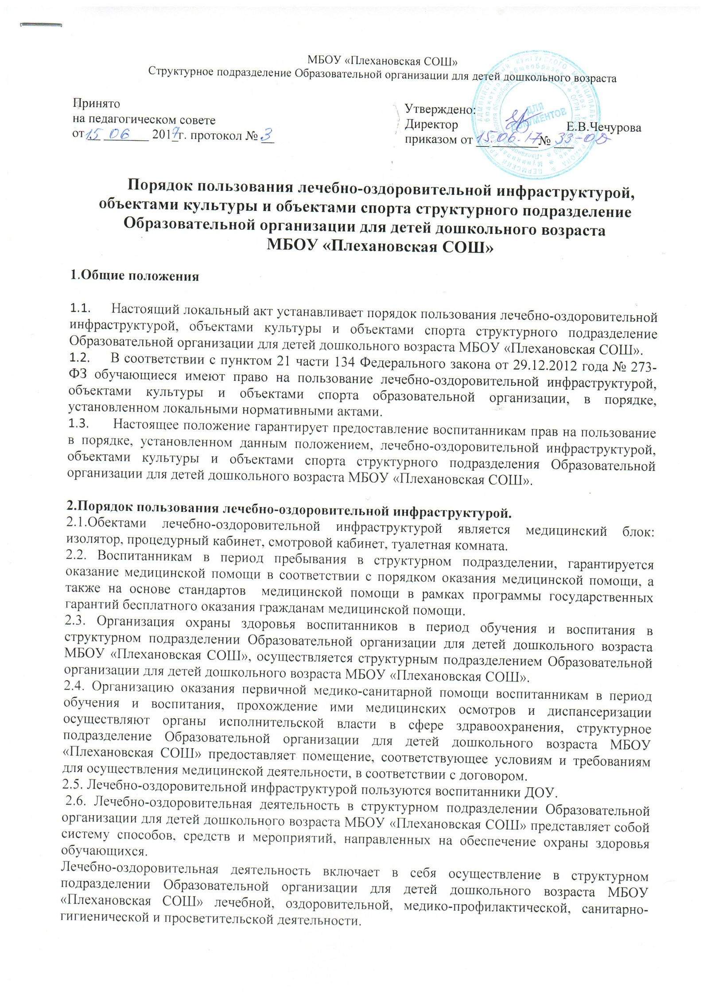 МБОУ «Плехановская СОШ»
Структурное подразделение Образовательной организации для детей дошкольного возраста
Принято
на педагогическом совете
от 15 06 2017 г. протокол № 3
Утверждено:
Директор Е.В.Чечурова
приказом от 15.06.17 № 33-од
ДЛЯ
ДОКУМЕНТОВ
Порядок пользования лечебно-оздоровительной инфраструктурой,
объектами культуры и объектами спорта структурного подразделение
Образовательной организации для детей дошкольного возраста
МБОУ «Плехановская СОШ»
1.Общие положения
1.1. Настоящий локальный акт устанавливает порядок пользования лечебно-оздоровительной
инфраструктурой, объектами культуры и объектами спорта структурного подразделение
Образовательной организации для детей дошкольного возраста МБОУ «Плехановская СОШ».
1.2. В соответствии с пунктом 21 части 134 Федерального закона от 29.12.2012 года № 273-
ФЗ обучающиеся имеют право на пользование лечебно-оздоровительной инфраструктурой,
объектами культуры и объектами спорта образовательной организации, в порядке,
установленном локальными нормативными актами.
1.3. Настоящее положение гарантирует предоставление воспитанникам прав на пользование
в порядке, установленном данным положением, лечебно-оздоровительной инфраструктурой,
объектами культуры и объектами спорта структурного подразделения Образовательной
организации для детей дошкольного возраста МБОУ «Плехановская СОШ».
2.Порядок пользования лечебно-оздоровительной инфраструктурой.
2.1.Обектами лечебно-оздоровительной инфраструктурой является медицинский блок:
изолятор, процедурный кабинет, смотровой кабинет, туалетная комната.
2.2. Воспитанникам в период пребывания в структурном подразделении, гарантируется
оказание медицинской помощи в соответствии с порядком оказания медицинской помощи, а
также на основе стандартов медицинской помощи в рамках программы государственных
гарантий бесплатного оказания гражданам медицинской помощи.
2.3. Организация охраны здоровья воспитанников в период обучения и воспитания в
структурном подразделении Образовательной организации для детей дошкольного возраста
МБОУ «Плехановская СОШ», осуществляется структурным подразделением Образовательной
организации для детей дошкольного возраста МБОУ «Плехановская СОШ».
2.4. Организацию оказания первичной медико-санитарной помощи воспитанникам в период
обучения и воспитания, прохождение ими медицинских осмотров и диспансеризации
осуществляют органы исполнительской власти в сфере здравоохранения, структурное
подразделение Образовательной организации для детей дошкольного возраста МБОУ
«Плехановская СОШ» предоставляет помещение, соответствующее условиям и требованиям
для осуществления медицинской деятельности, в соответствии с договором.
2.5. Лечебно-оздоровительной инфраструктурой пользуются воспитанники ДОУ.
2.6. Лечебно-оздоровительная деятельность в структурном подразделении Образовательной
организации для детей дошкольного возраста МБОУ «Плехановская СОШ» представляет собой
систему способов, средств и мероприятий, направленных на обеспечение охраны здоровья
обучающихся.
Лечебно-оздоровительная деятельность включает в себя осуществление в структурном
подразделении Образовательной организации для детей дошкольного возраста МБОУ
«Плехановская СОШ» лечебной, оздоровительной, медико-профилактической, санитарно-
гигиенической и просветительской деятельности.